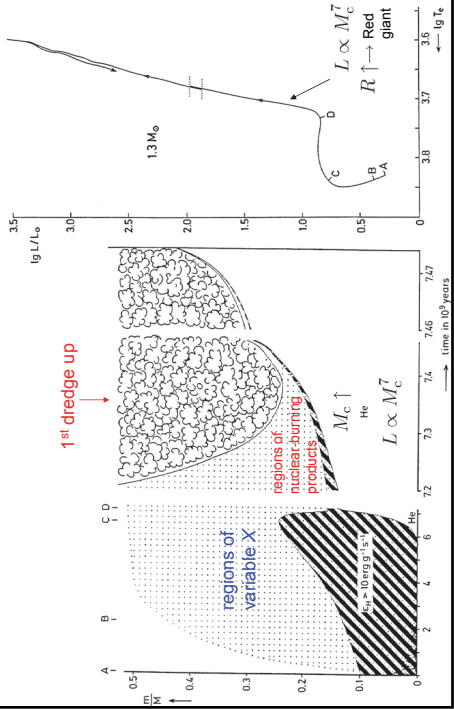 m/M
0.5
0.4
0.3
0.2
0.1
0
A
B
C D
regions of
variable X
ε_H > 10 erg g⁻¹ s⁻¹
He
2
4
6
1st dredge up
regions of
nuclear-burning
products
M_c ↑
He
L ∝ M_c^7
7.2
7.3
7.4
7.46
7.47
→ time in 10⁹ years
lg L/L⊙
3.5
3.0
2.5
2.0
1.5
1.0
0.5
0
1.3 M⊙
A
B
C
D
L ∝ M_c^7
R ↑ → Red
giant
3.8
3.7
3.6
← lg T_e